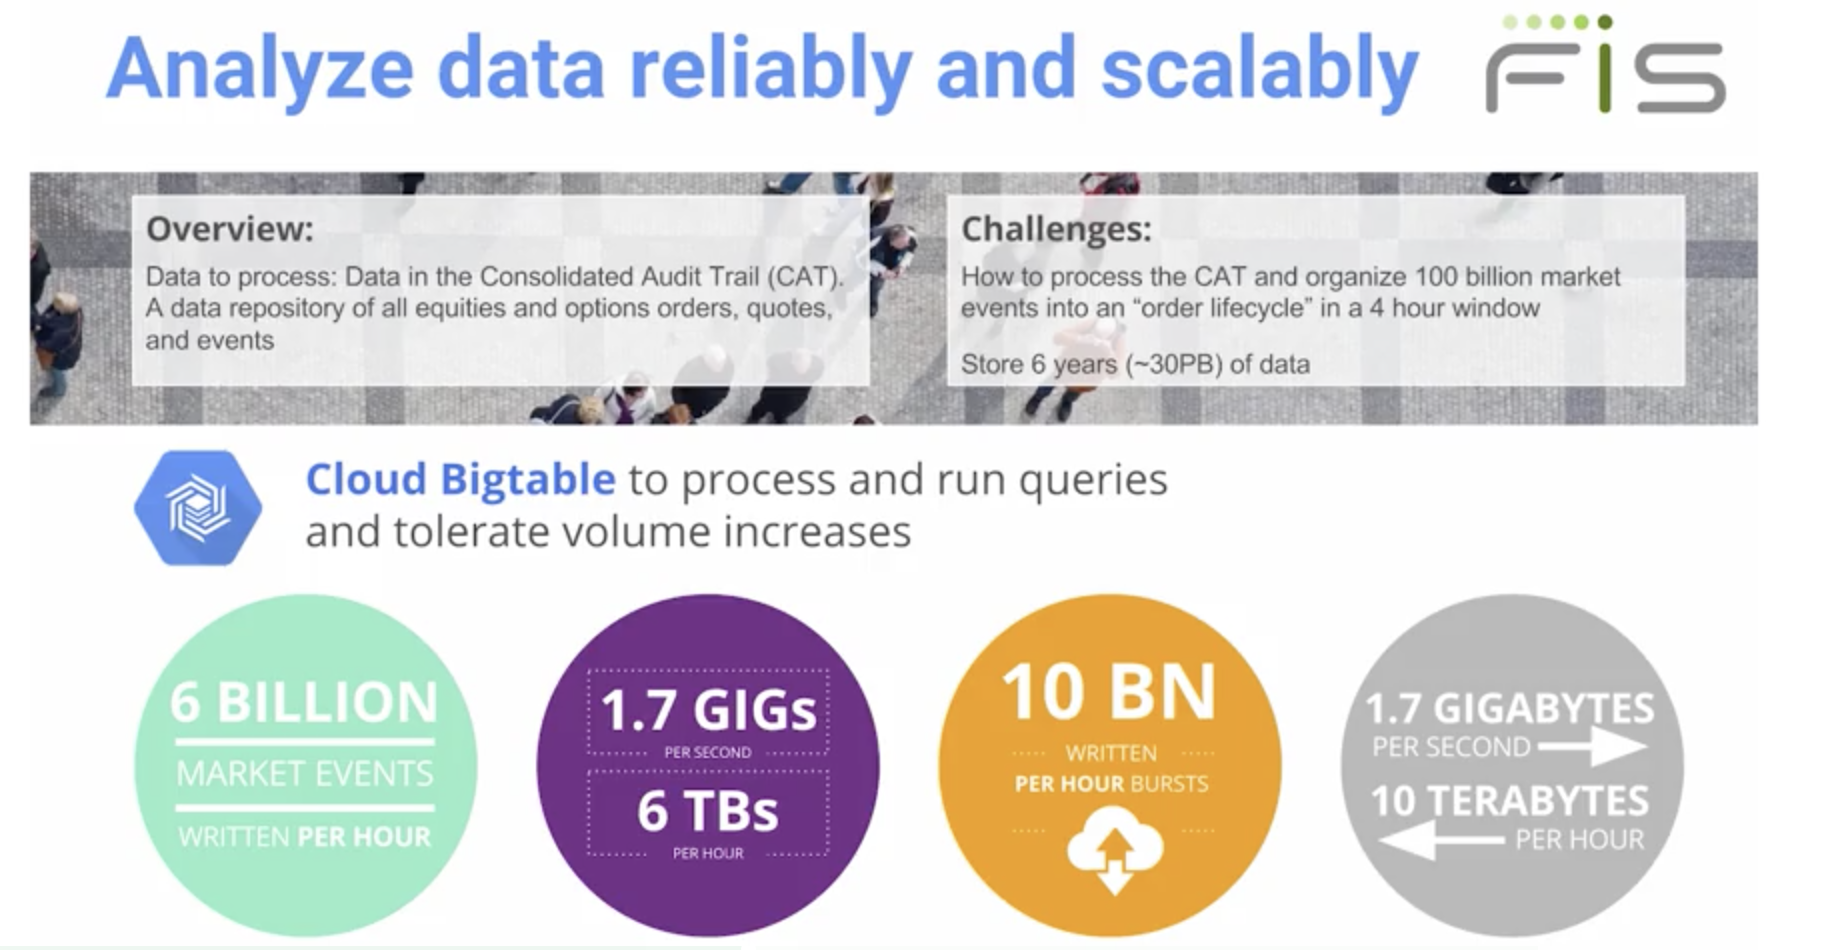 Analyze data reliably and scalably
FIS
Overview:
Data to process: Data in the Consolidated Audit Trail (CAT).
A data repository of all equities and options orders, quotes,
and events
Challenges:
How to process the CAT and organize 100 billion market
events into an “order lifecycle” in a 4 hour window
Store 6 years (~30PB) of data
Cloud Bigtable to process and run queries
and tolerate volume increases
6 BILLION
MARKET EVENTS
WRITTEN PER HOUR
1.7 GIGs
PER SECOND
6 TBs
PER HOUR
10 BN
WRITTEN
PER HOUR BURSTS
1.7 GIGABYTES
PER SECOND
10 TERABYTES
PER HOUR